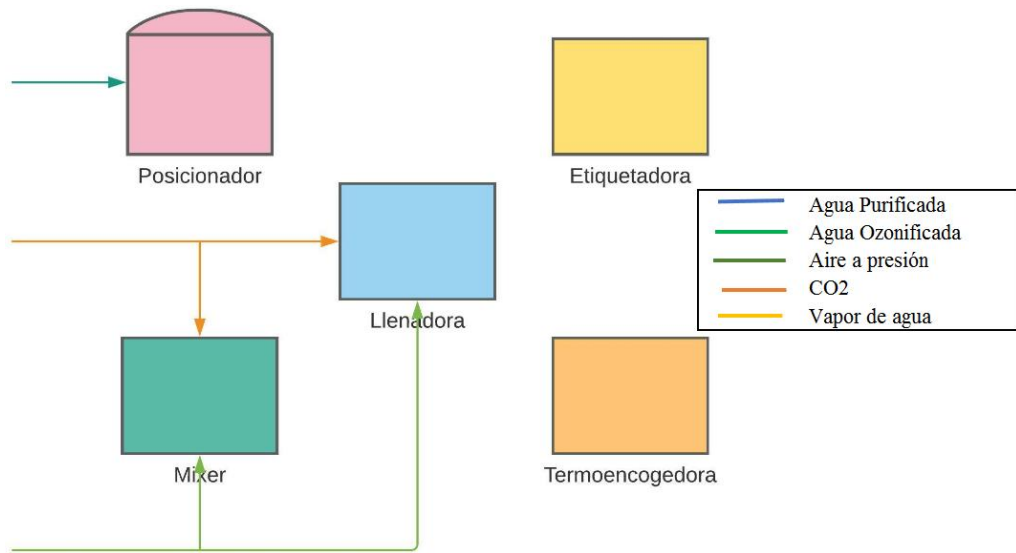 Posicionador
Etiquetadora
Llenadora
Mixer
Termoencogedora
Agua Purificada
Agua Ozonificada
Aire a presión
CO2
Vapor de agua